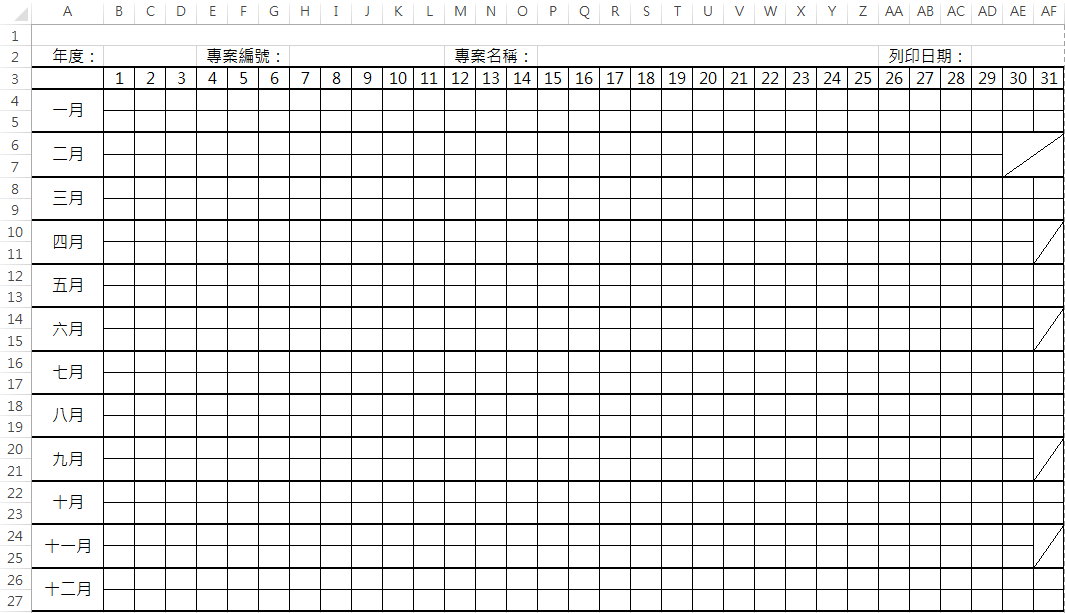 A B C D E F G H I J K L M N O P Q R S T U V W X Y Z AA AB AC AD AE AF
1
2 年度： 專案編號： 專案名稱： 列印日期：
3 1 2 3 4 5 6 7 8 9 10 11 12 13 14 15 16 17 18 19 20 21 22 23 24 25 26 27 28 29 30 31
4
一月
5
6
二月
7
8
三月
9
10
四月
11
12
五月
13
14
六月
15
16
七月
17
18
八月
19
20
九月
21
22
十月
23
24
十一月
25
26
十二月
27